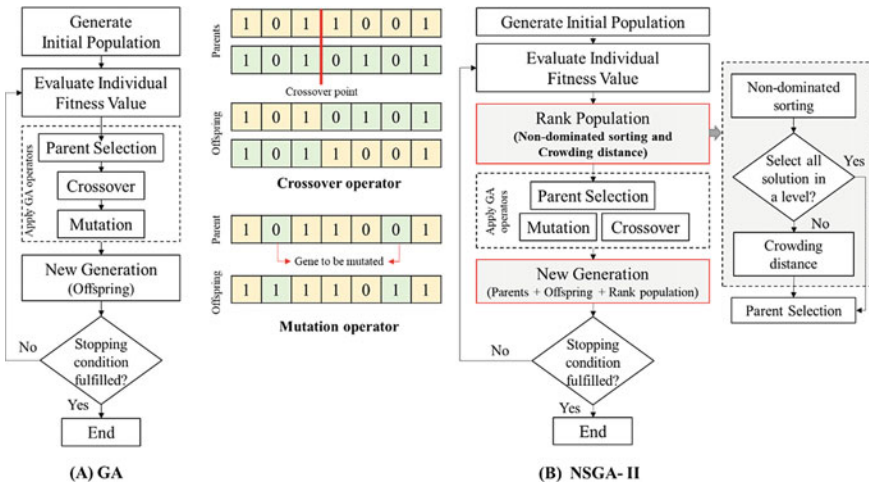 Generate
Initial Population
Evaluate Individual
Fitness Value
Apply GA operators
Parent Selection
Crossover
Mutation
New Generation
(Offspring)
Stopping
condition
fulfilled?
No
Yes
End
(A) GA
Parents
1 0 1 1 1 0 0 1
1 0 1 0 0 1 0 1
Crossover point
Offspring
1 0 1 0 0 1 0 1
1 0 1 1 1 0 0 1
Crossover operator
Parent
1 0 1 1 1 0 0 1
Gene to be mutated
Offspring
1 1 1 1 1 0 1 1
Mutation operator
Generate Initial Population
Evaluate Individual
Fitness Value
Rank Population
(Non-dominated sorting and
Crowding distance)
Apply GA
operators
Parent Selection
Mutation
Crossover
New Generation
(Parents + Offspring + Rank population)
Stopping
condition
fulfilled?
No
Yes
End
Non-dominated
sorting
Select all
solution in
a level?
Yes
No
Crowding
distance
Parent Selection
(B) NSGA- II